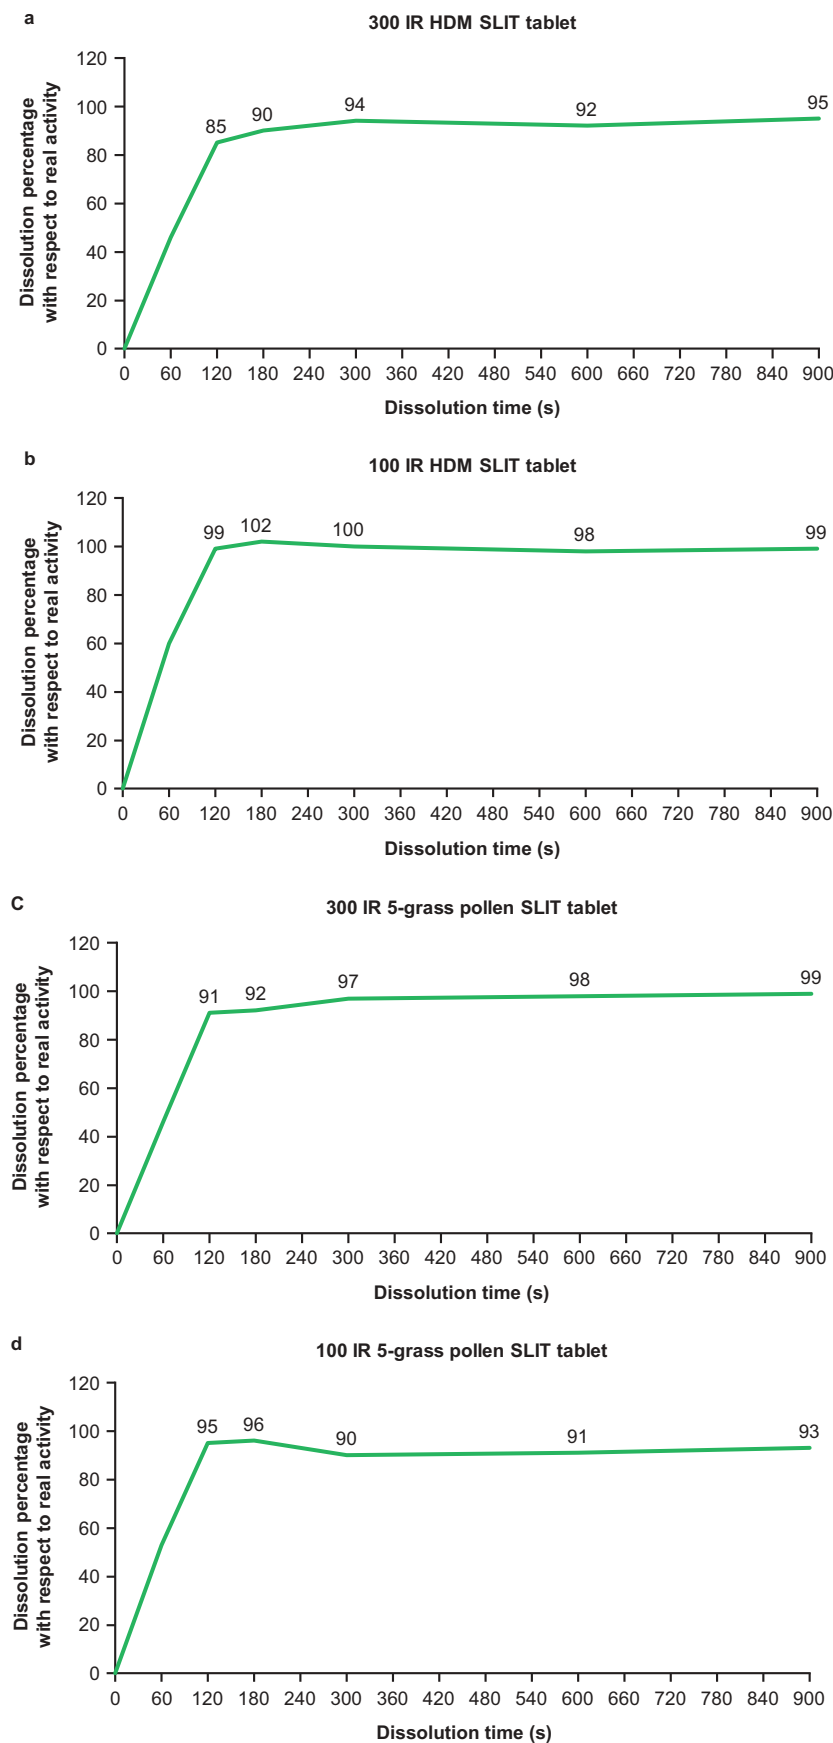 a
300 IR HDM SLIT tablet
Dissolution percentage
with respect to real activity
120
100
80
60
40
20
0
85
90
94
92
95
0 60 120 180 240 300 360 420 480 540 600 660 720 780 840 900
Dissolution time (s)
b
100 IR HDM SLIT tablet
Dissolution percentage
with respect to real activity
120
100
80
60
40
20
0
99
102
100
98
99
0 60 120 180 240 300 360 420 480 540 600 660 720 780 840 900
Dissolution time (s)
C
300 IR 5-grass pollen SLIT tablet
Dissolution percentage
with respect to real activity
120
100
80
60
40
20
0
91
92
97
98
99
0 60 120 180 240 300 360 420 480 540 600 660 720 780 840 900
Dissolution time (s)
d
100 IR 5-grass pollen SLIT tablet
Dissolution percentage
with respect to real activity
120
100
80
60
40
20
0
95
96
90
91
93
0 60 120 180 240 300 360 420 480 540 600 660 720 780 840 900
Dissolution time (s)